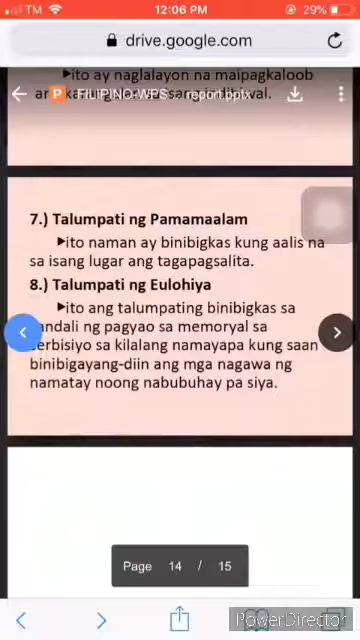 TM 12:06 PM 29%
drive.google.com
ito ay naglalayon na maipagkaloob
FILIPINO-WPS report.pptx
7.) Talumpati ng Pamamaalam
ito naman ay binibigkas kung aalis na
sa isang lugar ang tagapagsalita.
8.) Talumpati ng Eulohiya
ito ang talumpating binibigkas sa
sandali ng pagyao sa memoryal sa
serbisyo sa kilalang namayapa kung saan
binibigayang-diin ang mga nagawa ng
namatay noong nabubuhay pa siya.
Page 14 / 15
PowerDirector